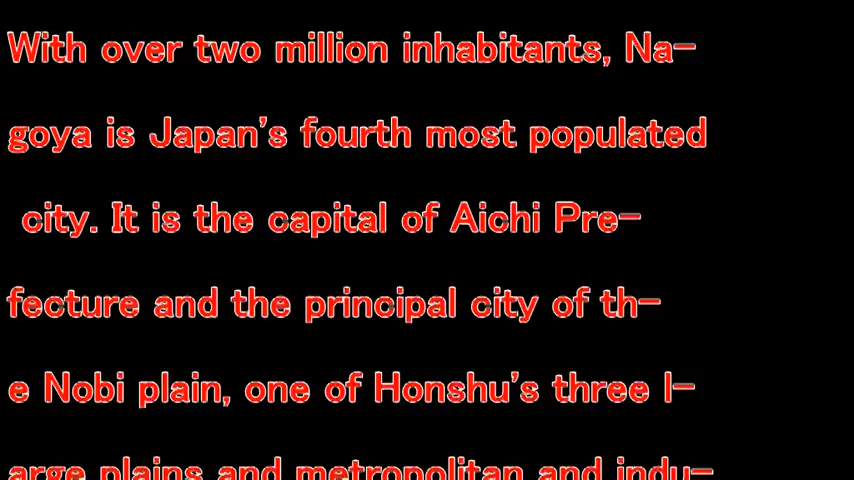 With over two million inhabitants, Na-
goya is Japan's fourth most populated
city. It is the capital of Aichi Pre-
fecture and the principal city of th-
e Nobi plain, one of Honshu's three l-
arge plains and metropolitan and indu-